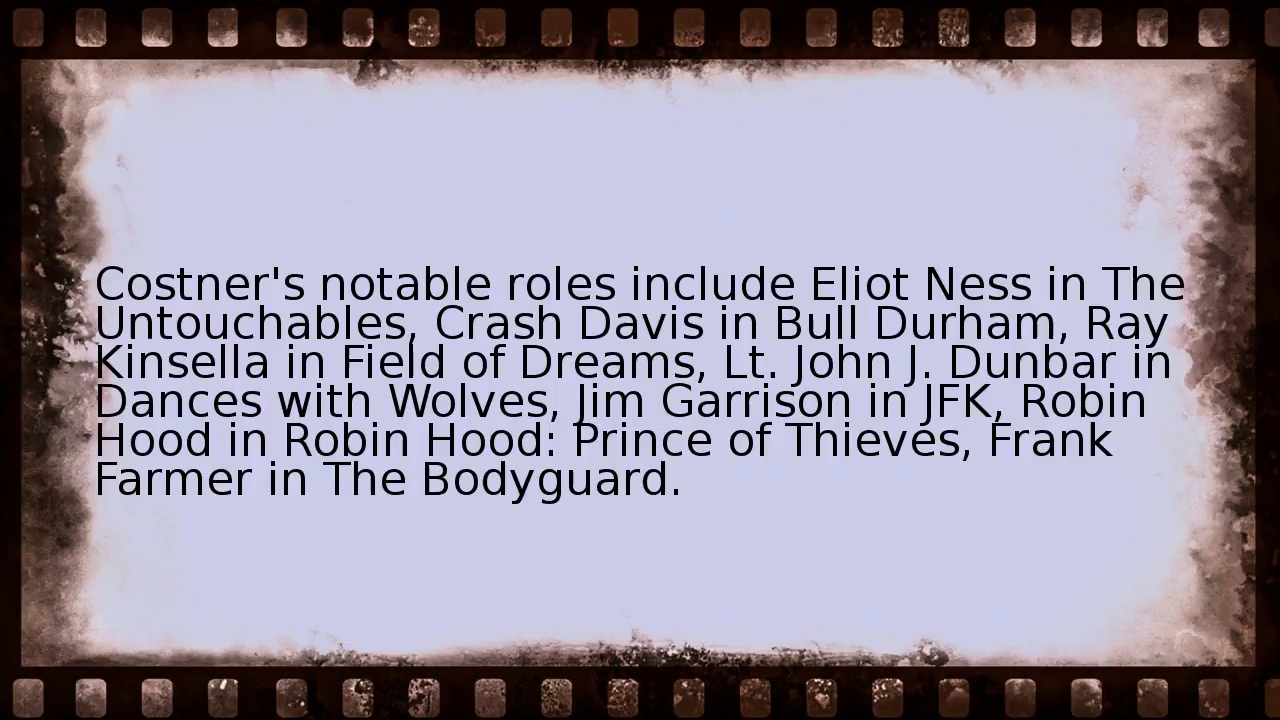 Costner's notable roles include Eliot Ness in The
Untouchables, Crash Davis in Bull Durham, Ray
Kinsella in Field of Dreams, Lt. John J. Dunbar in
Dances with Wolves, Jim Garrison in JFK, Robin
Hood in Robin Hood: Prince of Thieves, Frank
Farmer in The Bodyguard.